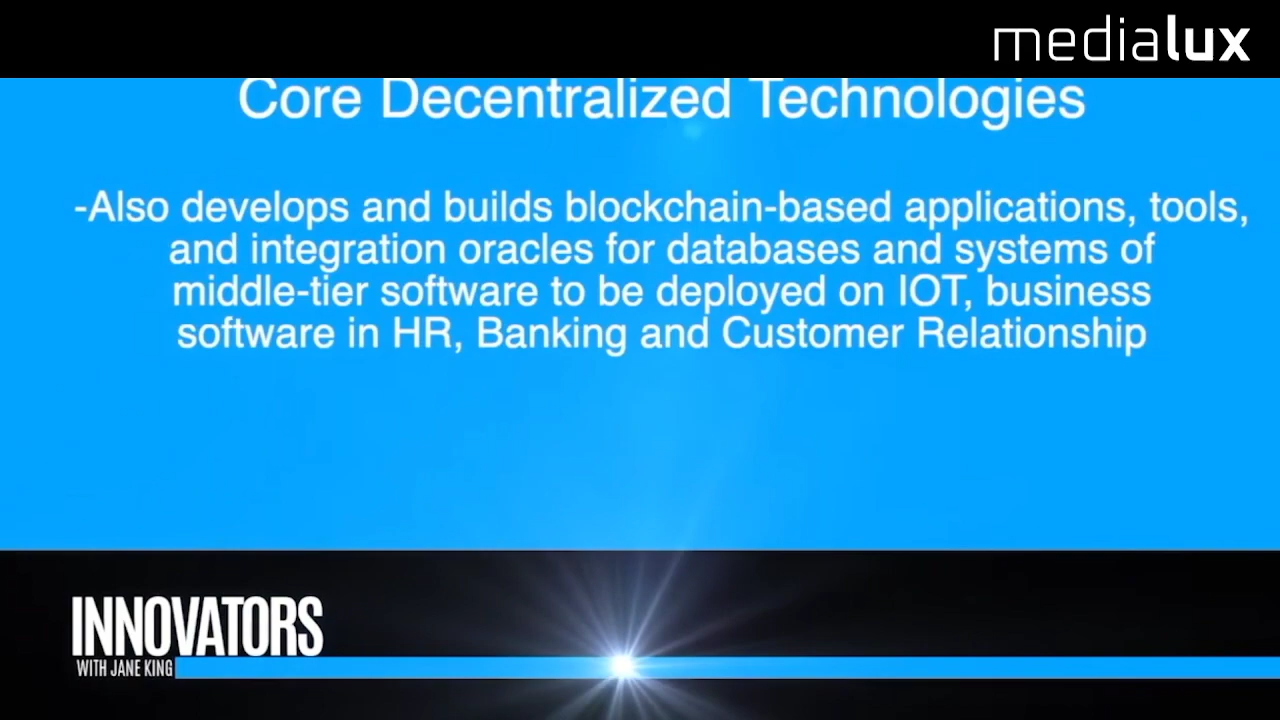 medialux
Core Decentralized Technologies
-Also develops and builds blockchain-based applications, tools,
and integration oracles for databases and systems of
middle-tier software to be deployed on IOT, business
software in HR, Banking and Customer Relationship
INNOVATORS
WITH JANE KING